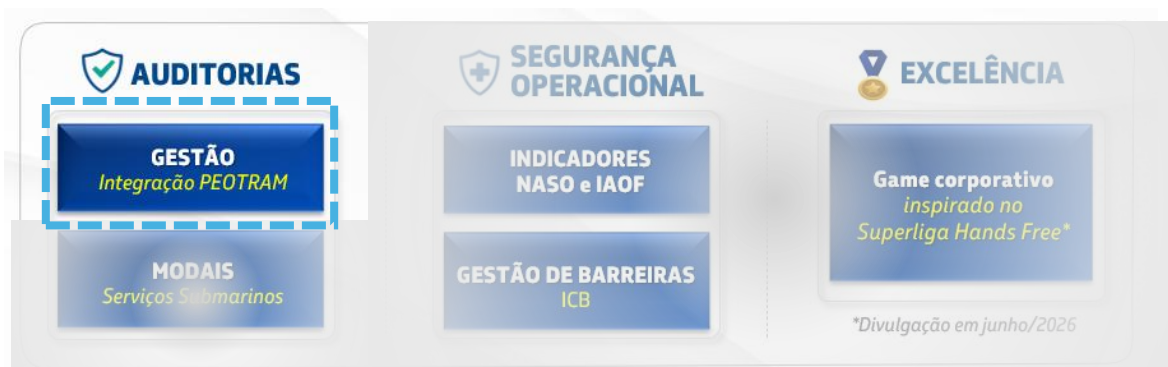 AUDITORIAS
GESTÃO
Integração PEOTRAM
MODAIS
Serviços Submarinos
SEGURANÇA
OPERACIONAL
INDICADORES
NASO e IAOF
GESTÃO DE BARREIRAS
ICB
EXCELÊNCIA
Game corporativo
inspirado no
Superliga Hands Free*
*Divulgação em junho/2026